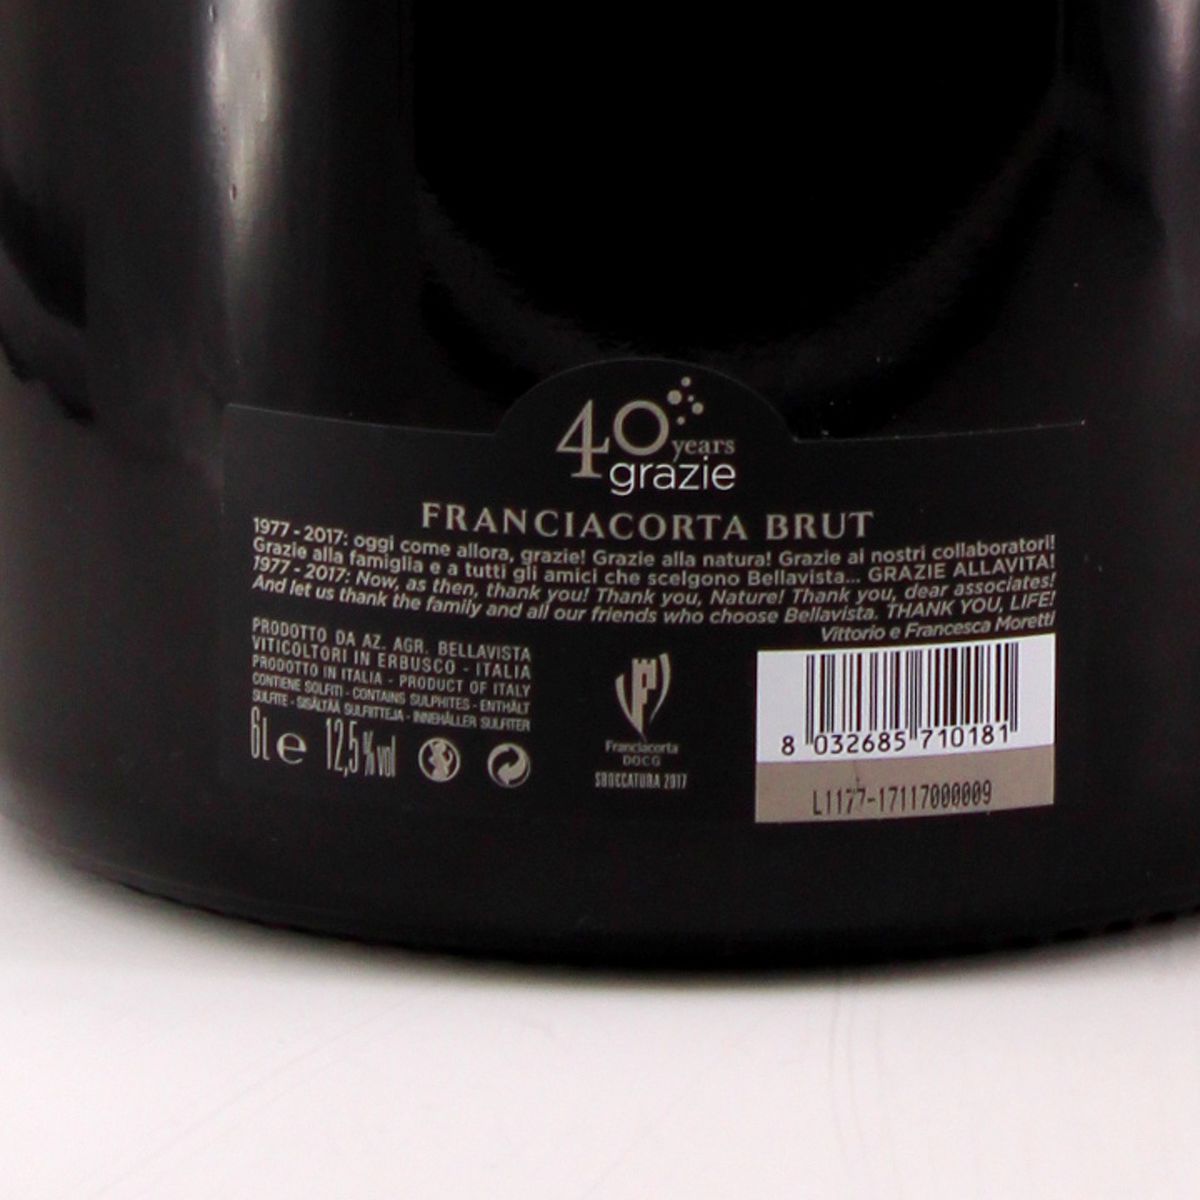 40 years
grazie
FRANCIACORTA BRUT
1977 - 2017: oggi come allora, grazie! Grazie alla natura! Grazie ai nostri collaboratori!
Grazie alla famiglia e a tutti gli amici che scelgono Bellavista... GRAZIE ALLAVITA!
1977 - 2017: Now, as then, thank you! Thank you, Nature! Thank you, dear associates!
And let us thank the family and all our friends who choose Bellavista. THANK YOU, LIFE!
Vittorio e Francesca Moretti
PRODOTTO DA AZ. AGR. BELLAVISTA
VITICOLTORI IN ERBUSCO - ITALIA
PRODOTTO IN ITALIA - PRODUCT OF ITALY
CONTIENE SOLFITI - CONTAINS SULPHITES - ENTHÄLT
SULFITE - SISÄLTÄÄ SULFIITTEJA - INNEHÅLLER SULFITER
6L e 12,5%vol
Franciacorta
DOCG
SBOCCATURA 2017
8 032685 710181
L1177-17117000009